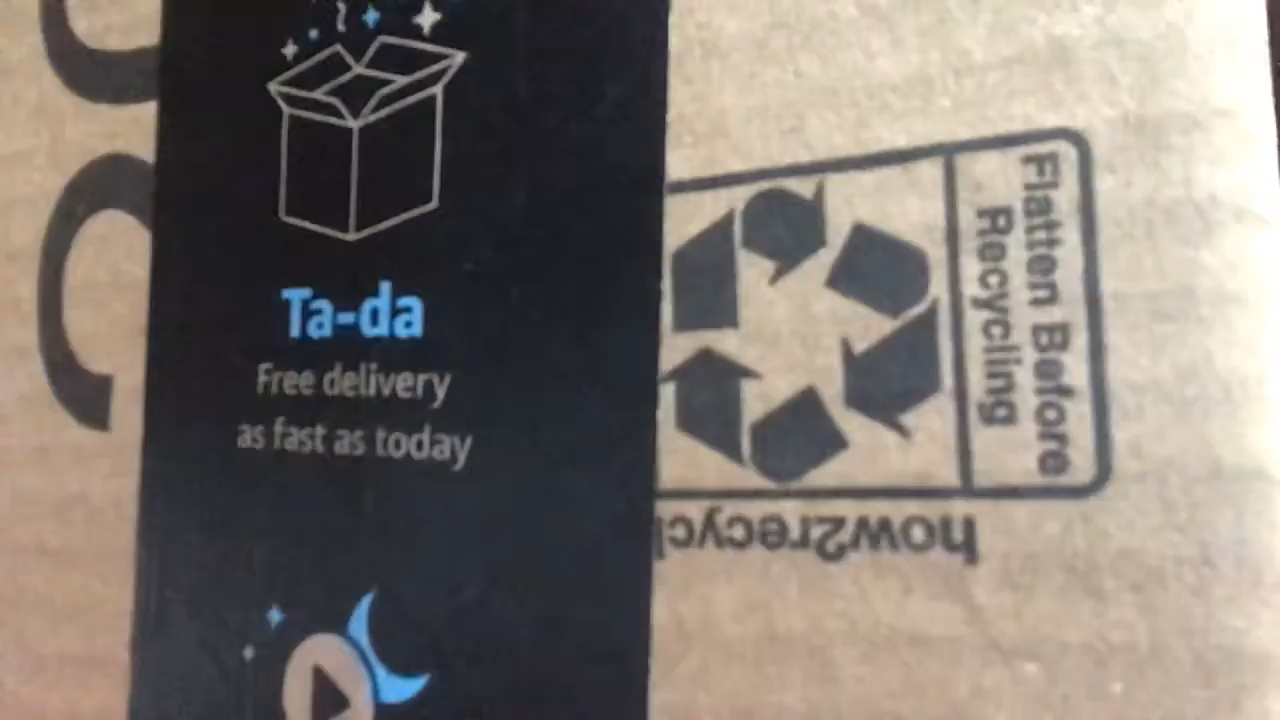 Ta-da
Free delivery
as fast as today
Flatten Before
Recycling
how2recycl